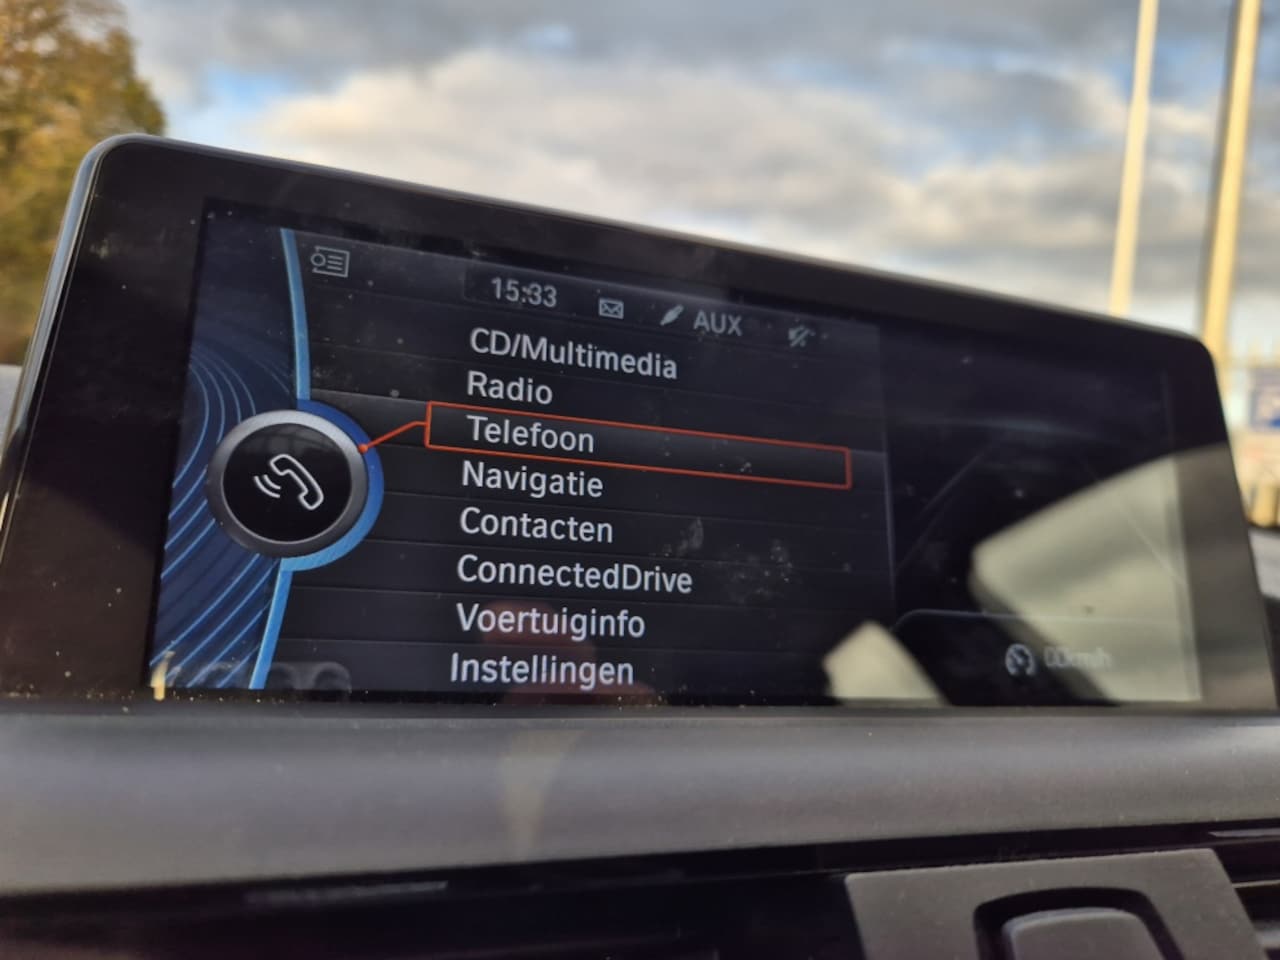 15:33 AUX
CD/Multimedia
Radio
Telefoon
Navigatie
Contacten
ConnectedDrive
Voertuiginfo
Instellingen